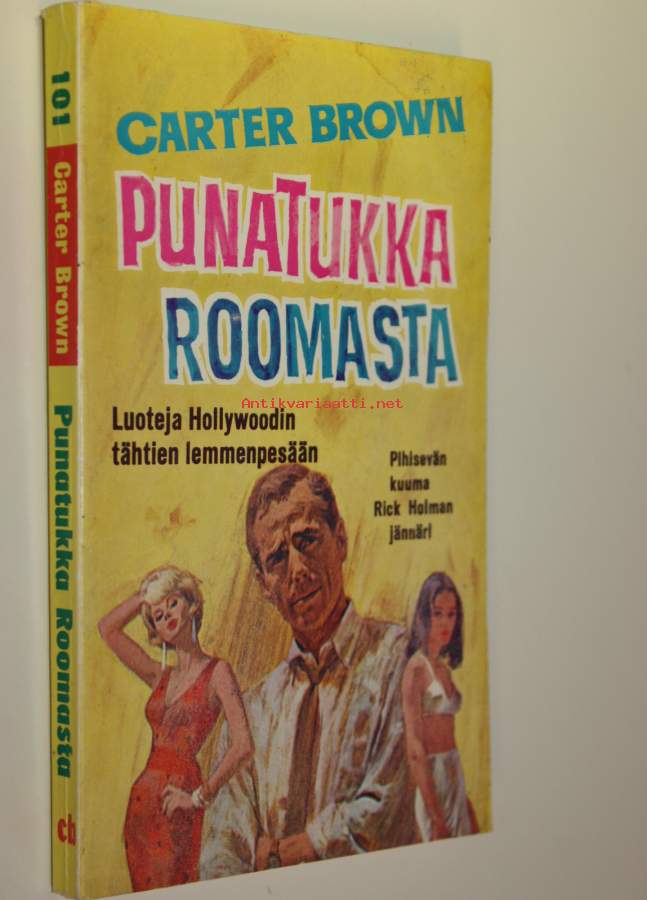 CARTER BROWN
PUNATUKKA
ROOMASTA
Antikvariaatti.net
Luoteja Hollywoodin
tähtien lemmenpesään
Pihisevän
kuuma
Rick Holman
jännäri
101 Carter Brown Punatukka Roomasta cb